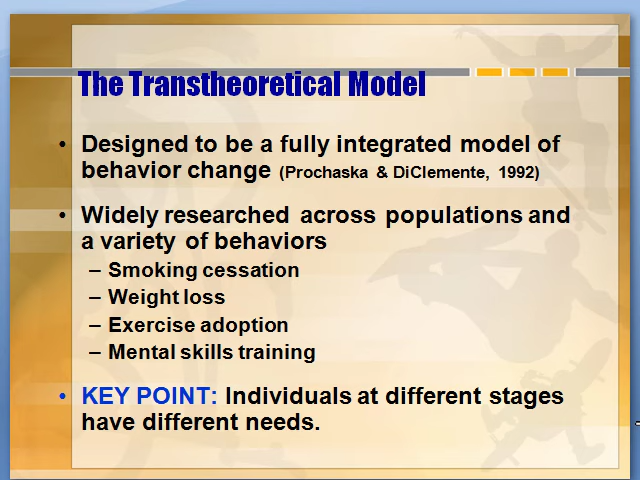 The Transtheoretical Model
• Designed to be a fully integrated model of
behavior change (Prochaska & DiClemente, 1992)
• Widely researched across populations and
a variety of behaviors
– Smoking cessation
– Weight loss
– Exercise adoption
– Mental skills training
• KEY POINT: Individuals at different stages
have different needs.